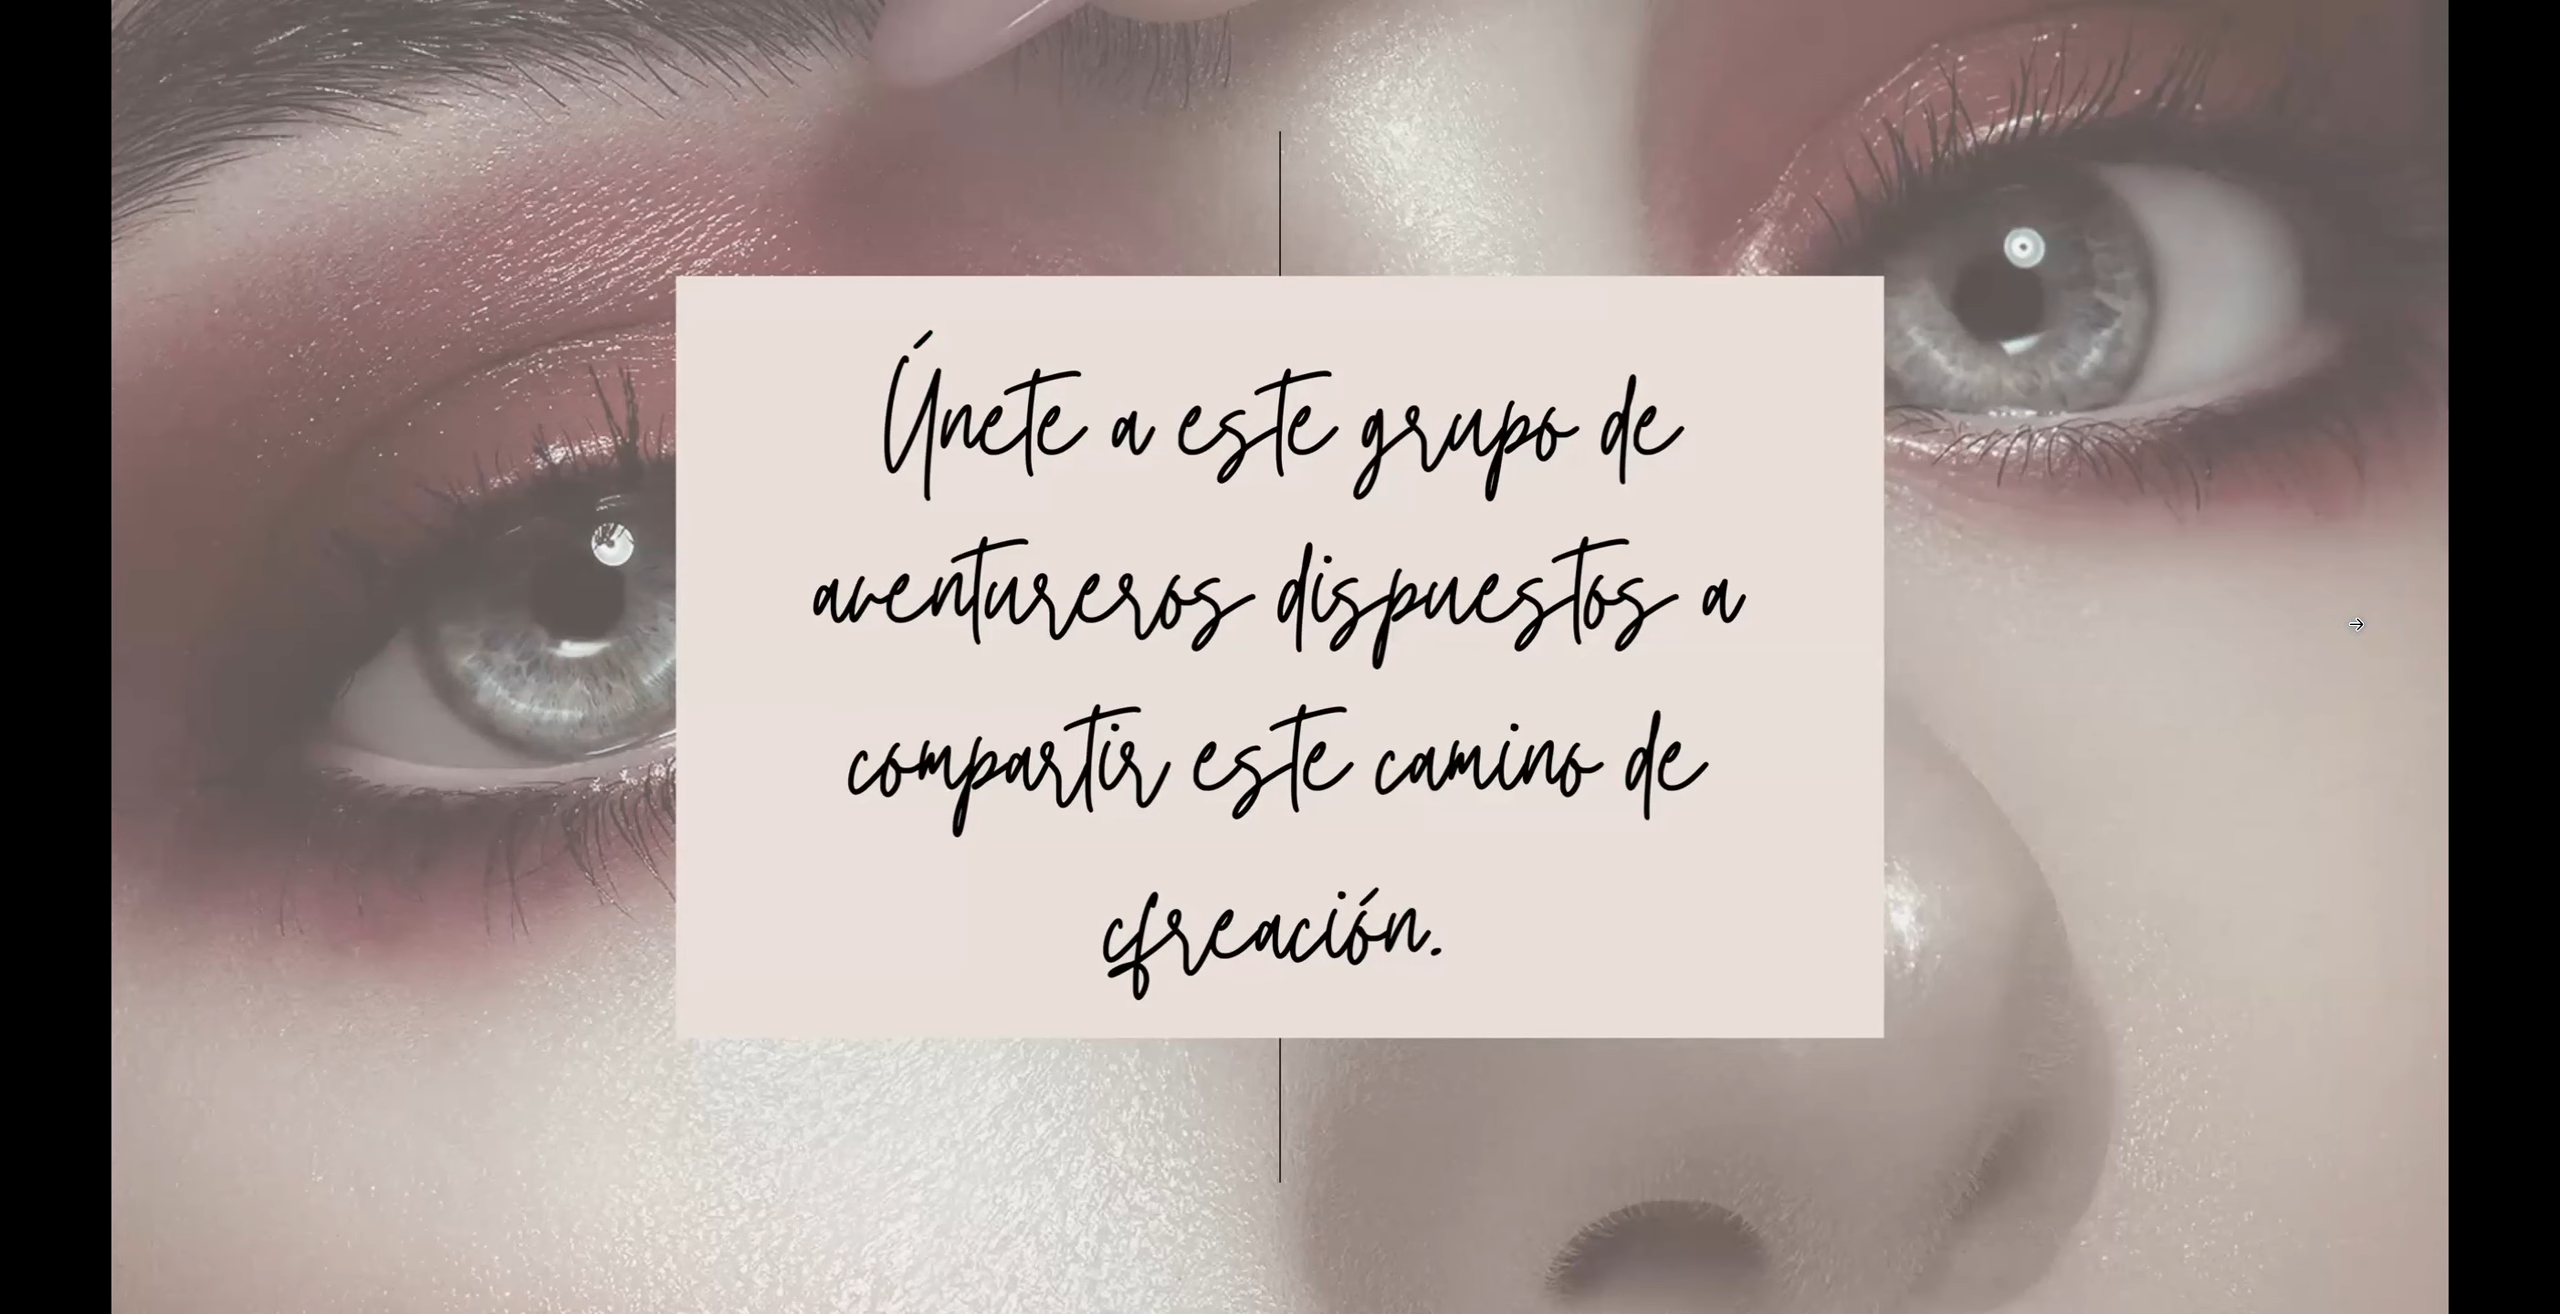 Únete a este grupo de
aventureros dispuestos a
compartir este camino de
cfreación.